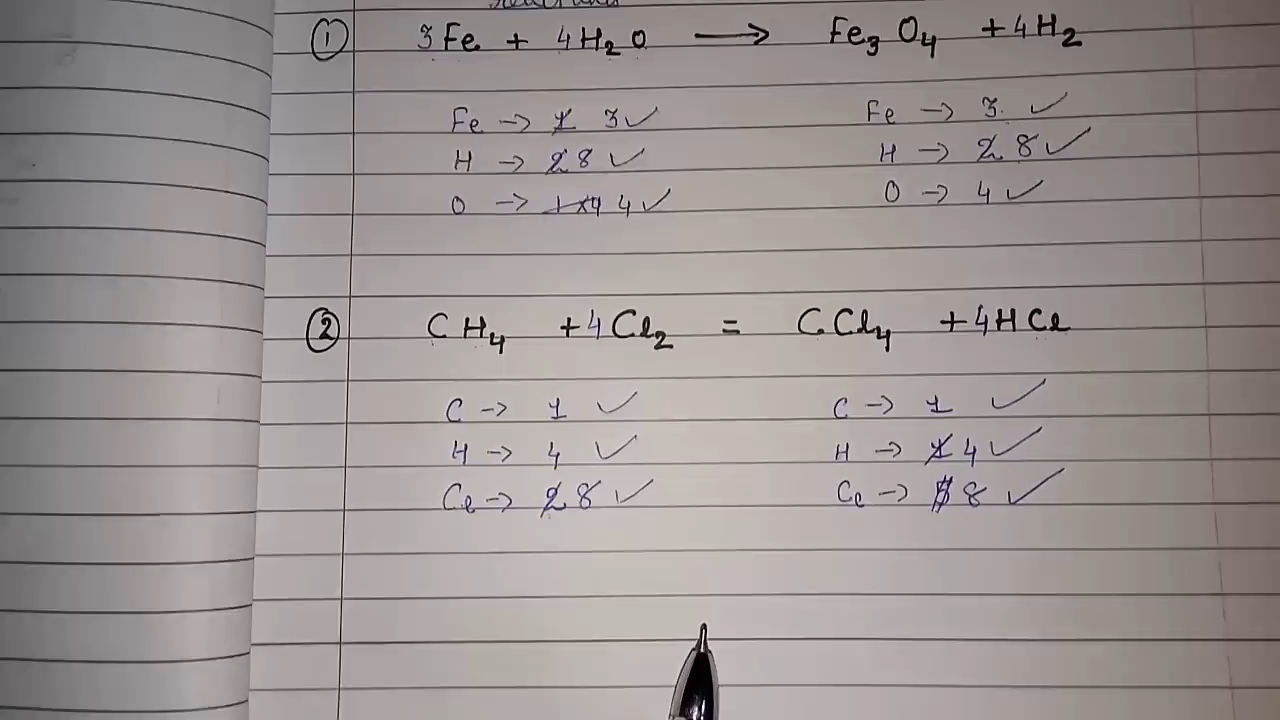 ① 3Fe + 4H₂O ⟶ Fe₃O₄ + 4H₂
Fe → 1 3✓ Fe → 3 ✓
H → 2 8 ✓ H → 2 8 ✓
O → 1×4 4 ✓ O → 4 ✓
② CH₄ + 4Cl₂ = CCl₄ + 4HCl
C → 1 ✓ C → 1 ✓
H → 4 ✓ H → 1 4 ✓
Cl → 2 8 ✓ Cl → 8 ✓